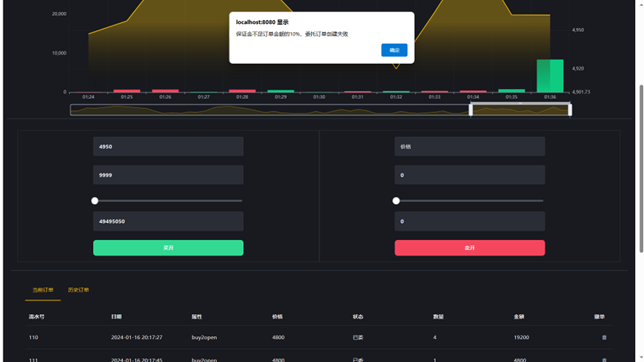 localhost:8080 显示
保证金不足订单金额的10%，委托订单创建失败
确定
20,000
10,000
0
4,950
4,920
4,901.73
01:24 01:25 01:26 01:27 01:28 01:29 01:30 01:31 01:32 01:33 01:34 01:35 01:36
4950 价格
9999 0
49495050 0
买开 卖开
当前订单 历史订单
流水号 日期 属性 价格 状态 数量 金额 撤单
110 2024-01-16 20:17:27 buy2open 4800 已委 4 19200
111 2024-01-16 20:17:45 buy2open 4800 已委 1 4800